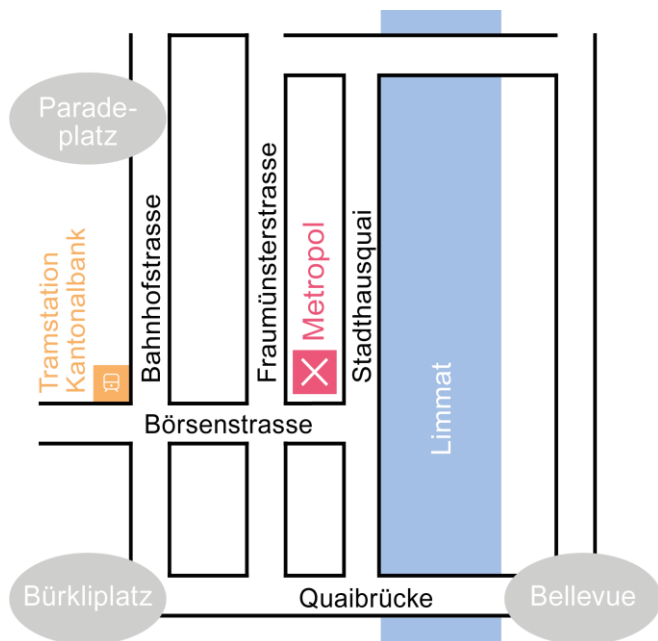 Parade-
platz
Tramstation
Kantonalbank
Bahnhofstrasse
Fraumünsterstrasse
Metropol
Stadthausquai
Börsenstrasse
Limmat
Bürkliplatz
Quaibrücke
Bellevue